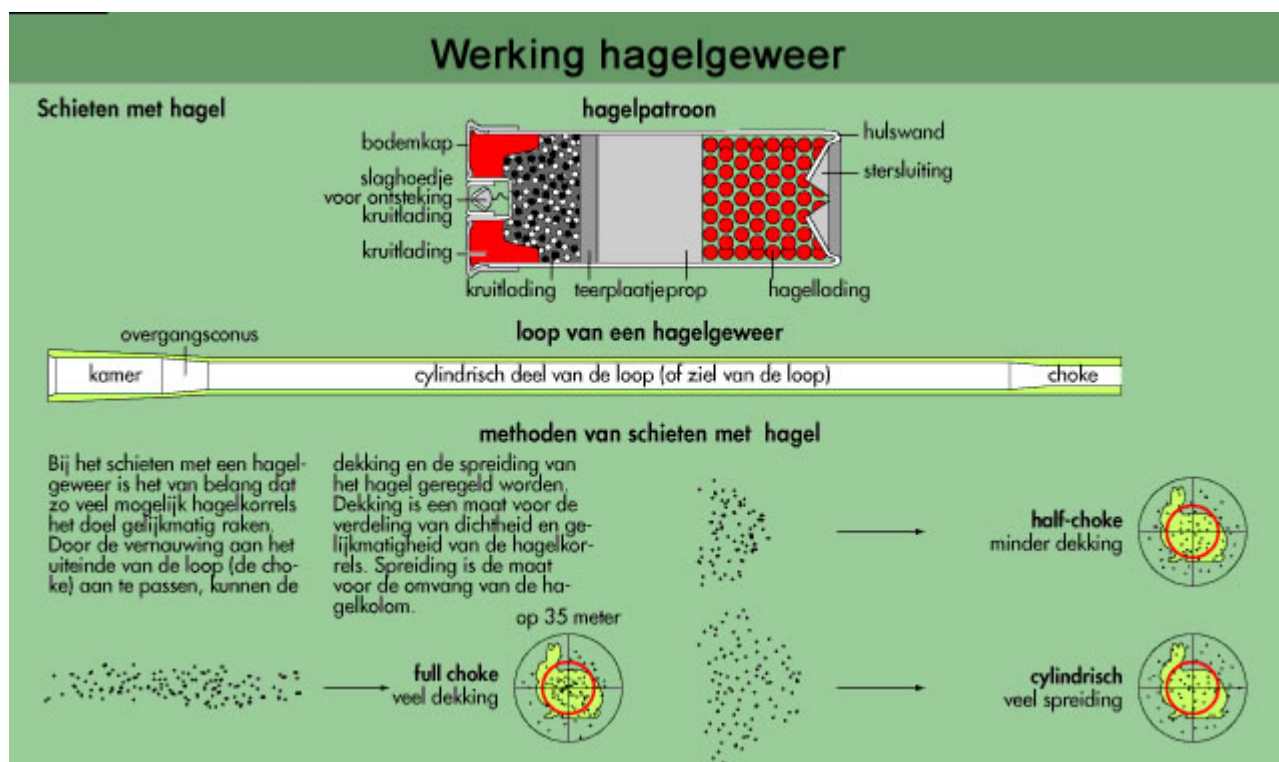 Werking hagelgeweer
Schieten met hagel
hagelpatroon
bodemkap
slaghoedje
voor ontsteking
kruitlading
kruitlading
kruitlading
teerplaatje
prop
hagellading
hulswand
stersluiting
loop van een hagelgeweer
overgangsconus
kamer
cylindrisch deel van de loop (of ziel van de loop)
choke
methoden van schieten met hagel
Bij het schieten met een hagel-
geweer is het van belang dat
zo veel mogelijk hagelkorrels
het doel gelijkmatig raken.
Door de vernauwing aan het
uiteinde van de loop (de cho-
ke) aan te passen, kunnen de
dekking en de spreiding van
het hagel geregeld worden.
Dekking is een maat voor de
verdeling van dichtheid en ge-
lijkmatigheid van de hagelkor-
rels. Spreiding is de maat
voor de omvang van de ha-
gelkolom.
op 35 meter
full choke
veel dekking
half-choke
minder dekking
cylindrisch
veel spreiding